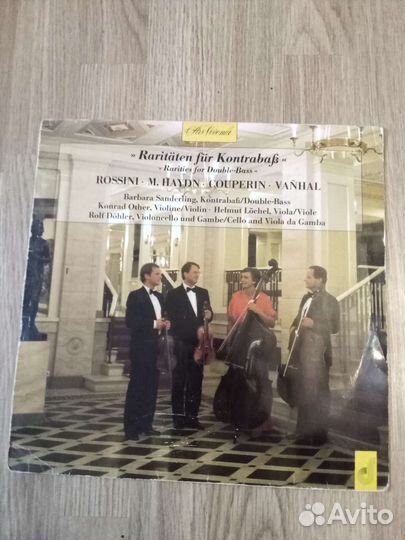 Ars Vivendi
» Raritäten für Kontrabaß «
- Rarities for Double-Bass -
ROSSINI · M. HAYDN · COUPERIN · VAŇHAL
Barbara Sanderling, Kontrabaß/Double-Bass
Konrad Other, Violine/Violin · Helmut Löchel, Viola/Viole
Rolf Döhler, Violoncello und Gambe/Cello and Viola da Gamba
Avito